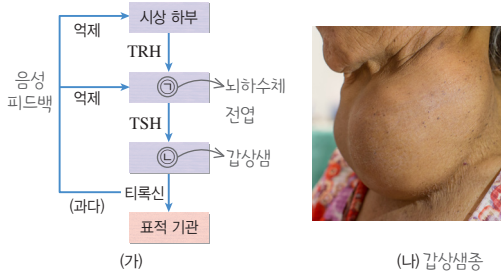 시상 하부
억제
TRH
음성
피드백
억제
㉠
뇌하수체
전엽
TSH
㉡
갑상샘
티록신
(과다)
표적 기관
(가)
(나) 갑상샘종